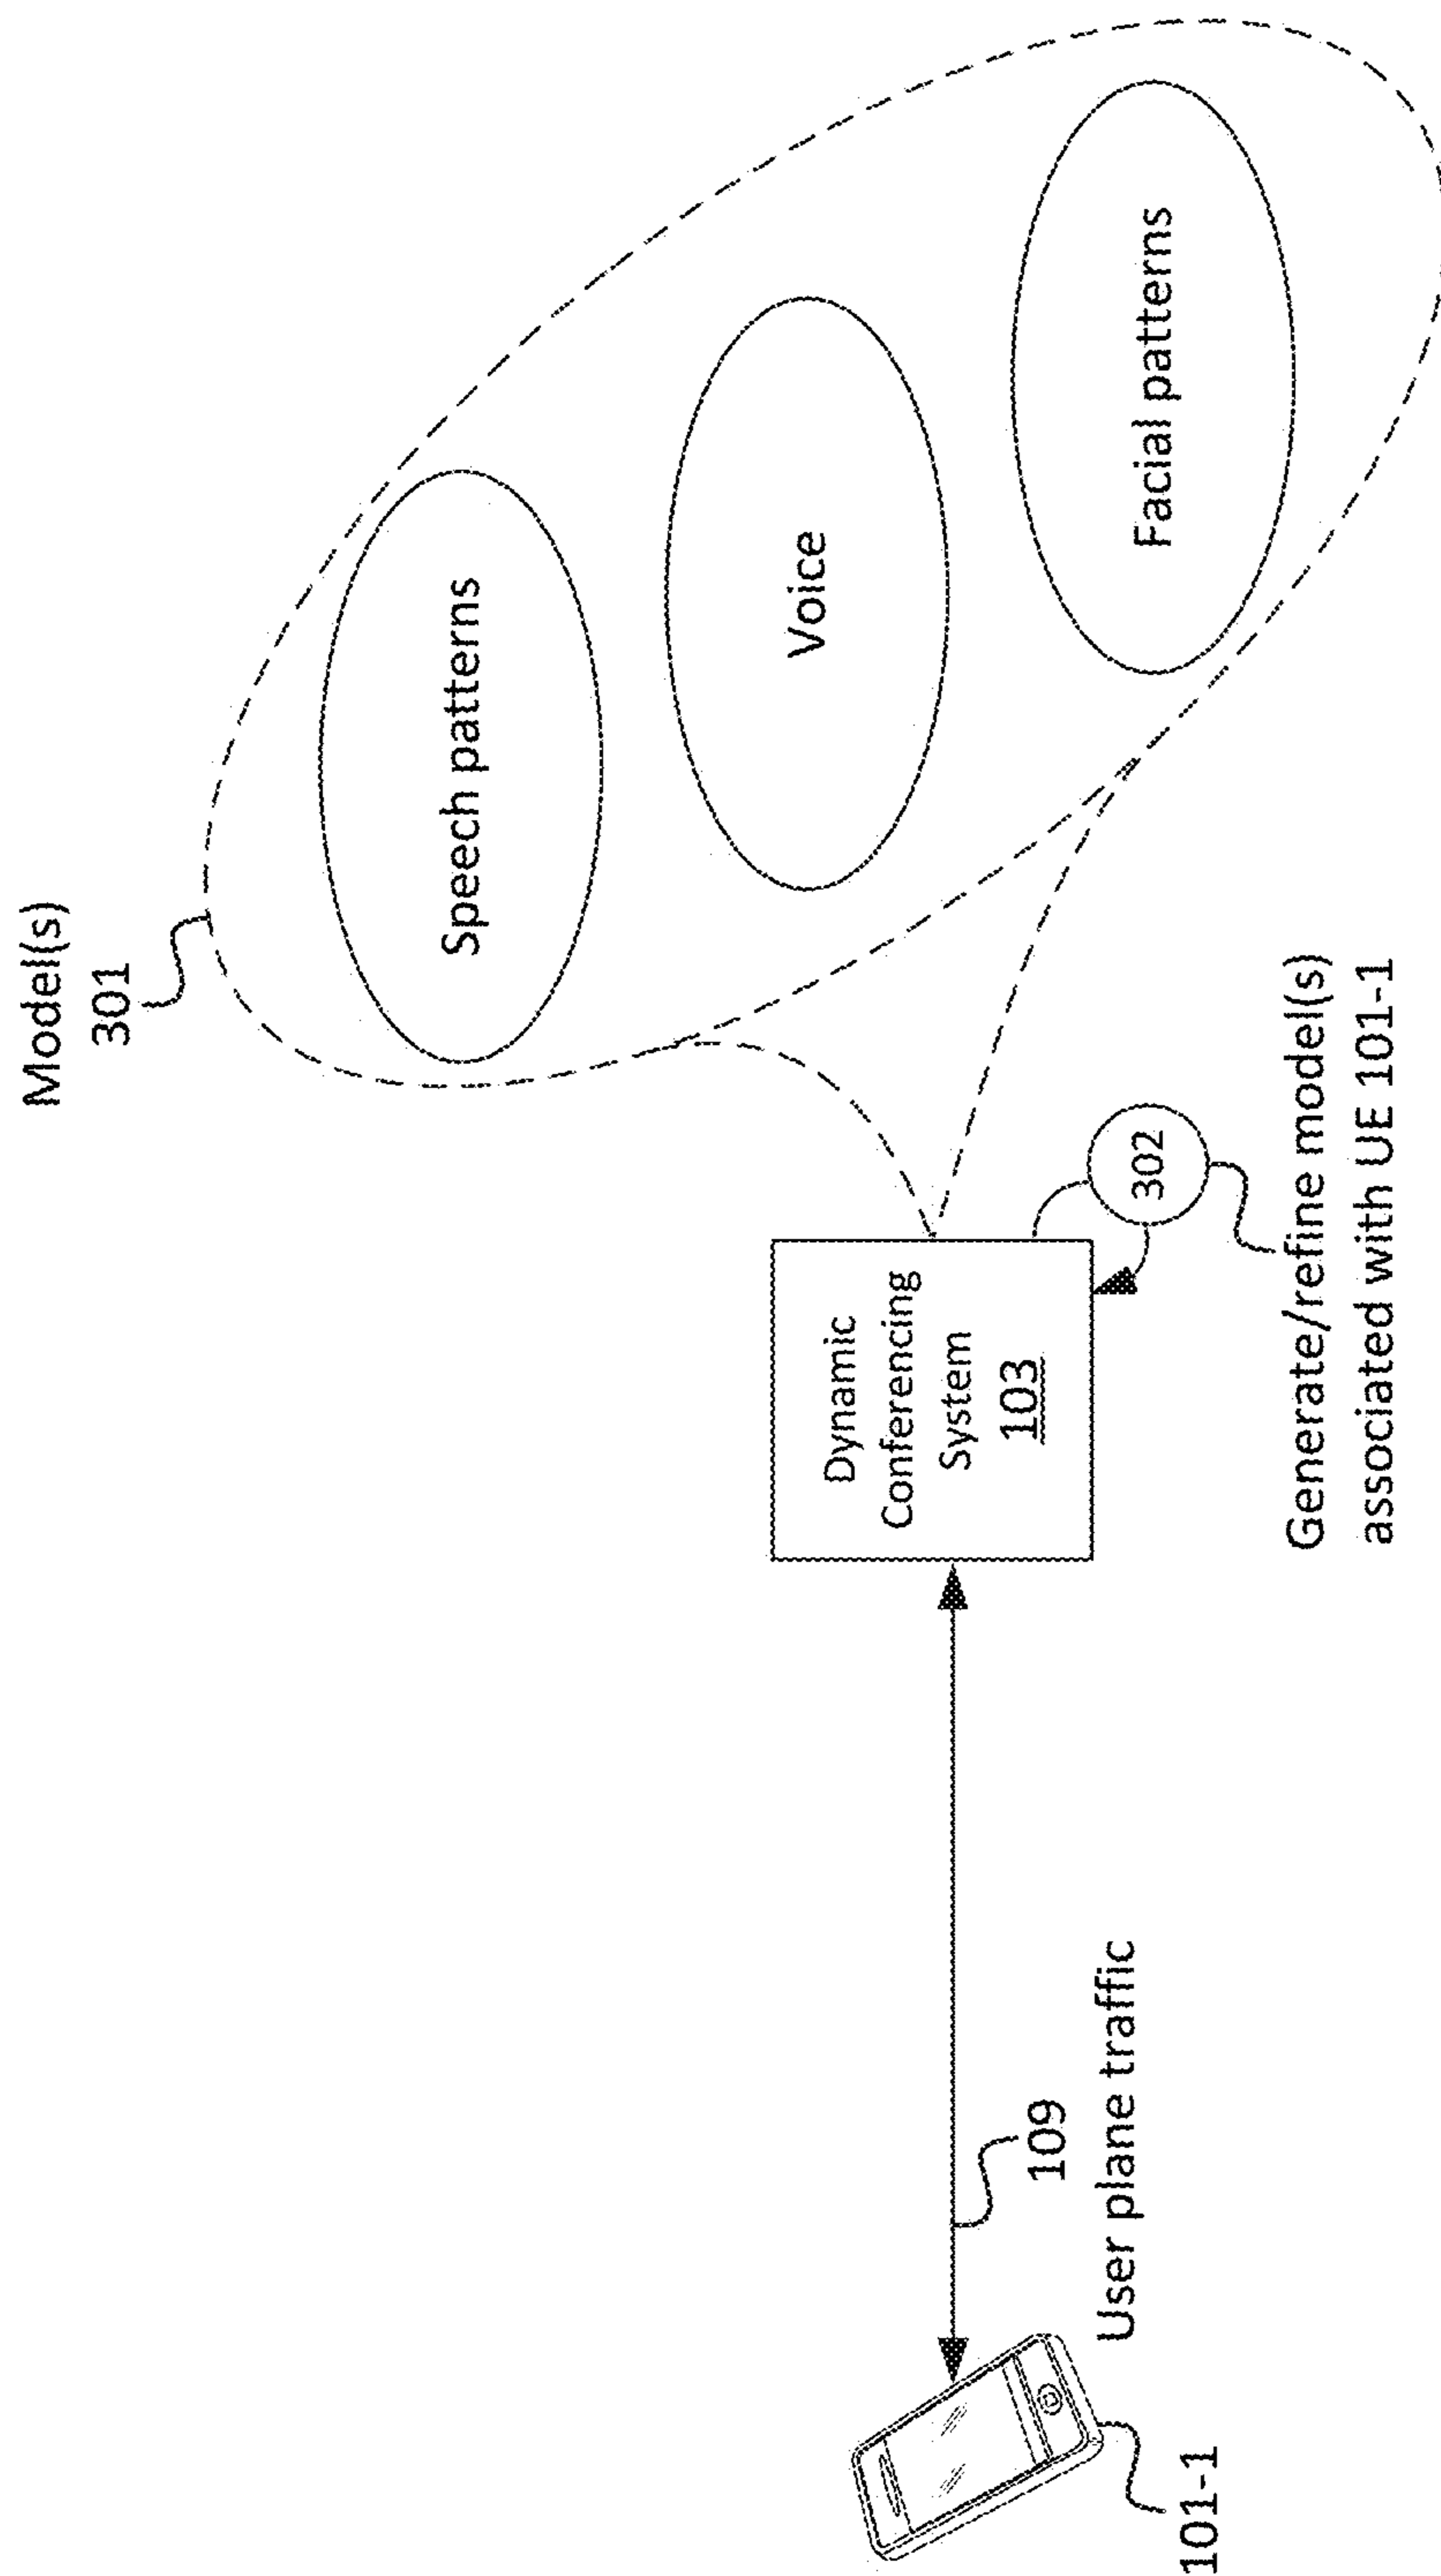 Model(s)
301
Speech patterns
Voice
Facial patterns
Dynamic
Conferencing
System
103
302
Generate/refine model(s)
associated with UE 101-1
109
User plane traffic
101-1